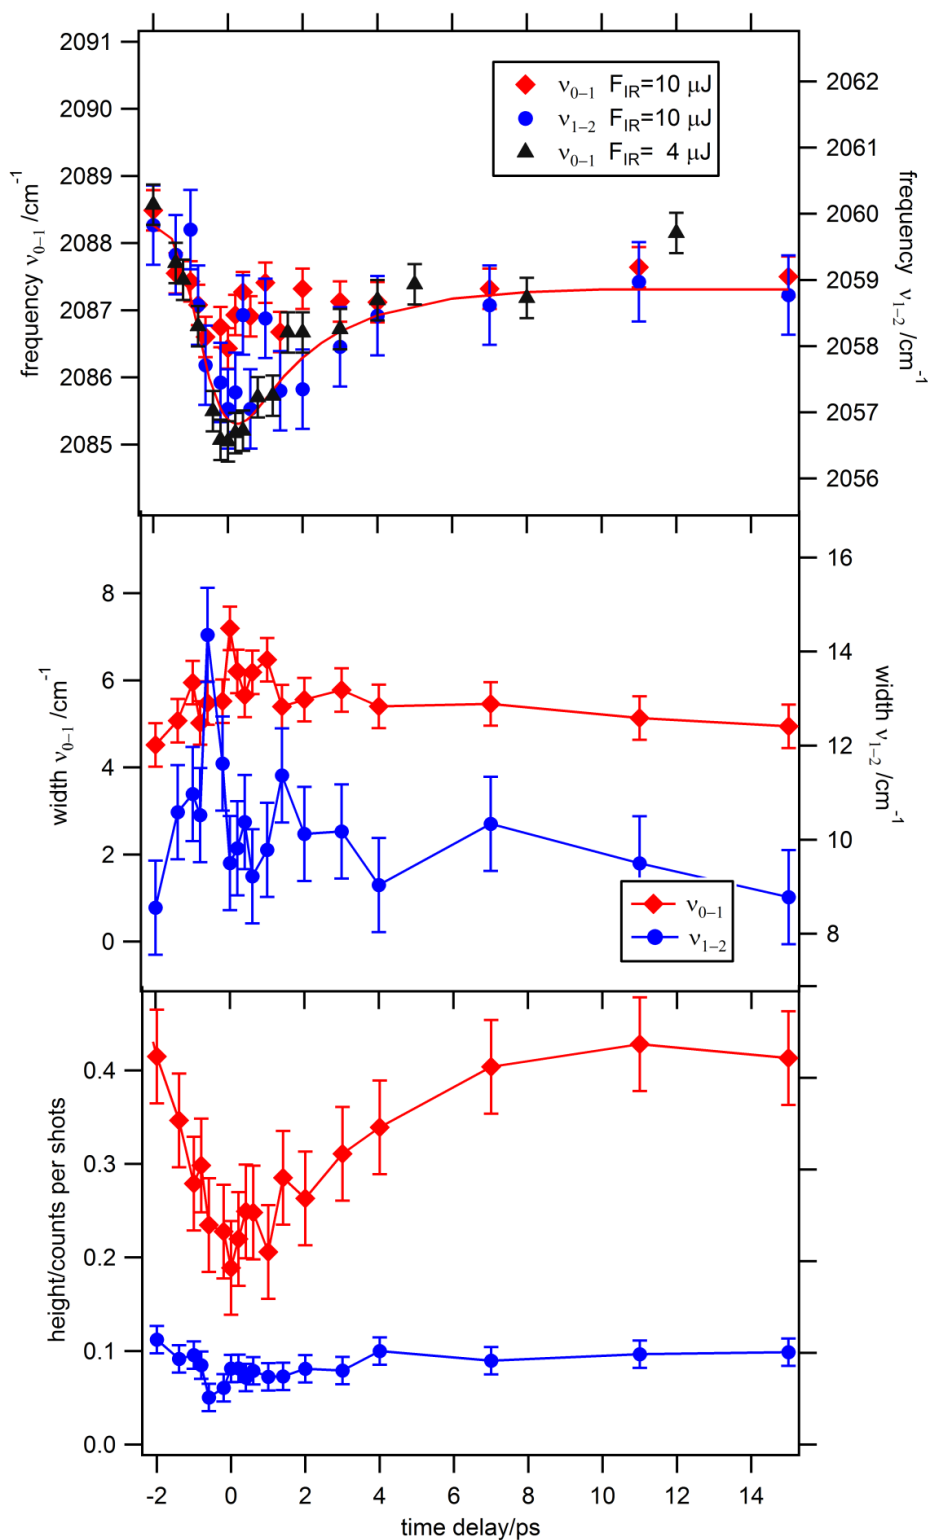 2091
2090
2089
2088
2087
2086
2085
frequency ν0−1 /cm-1
ν0−1 FIR=10 μJ
ν1−2 FIR=10 μJ
ν0−1 FIR= 4 μJ
2062
2061
2060
2059
2058
2057
2056
frequency ν1−2 /cm-1
8
6
4
2
0
width ν0−1 /cm-1
16
14
12
10
8
width ν1−2 /cm-1
ν0−1
ν1−2
0.4
0.3
0.2
0.1
0.0
height/counts per shots
-2 0 2 4 6 8 10 12 14
time delay/ps